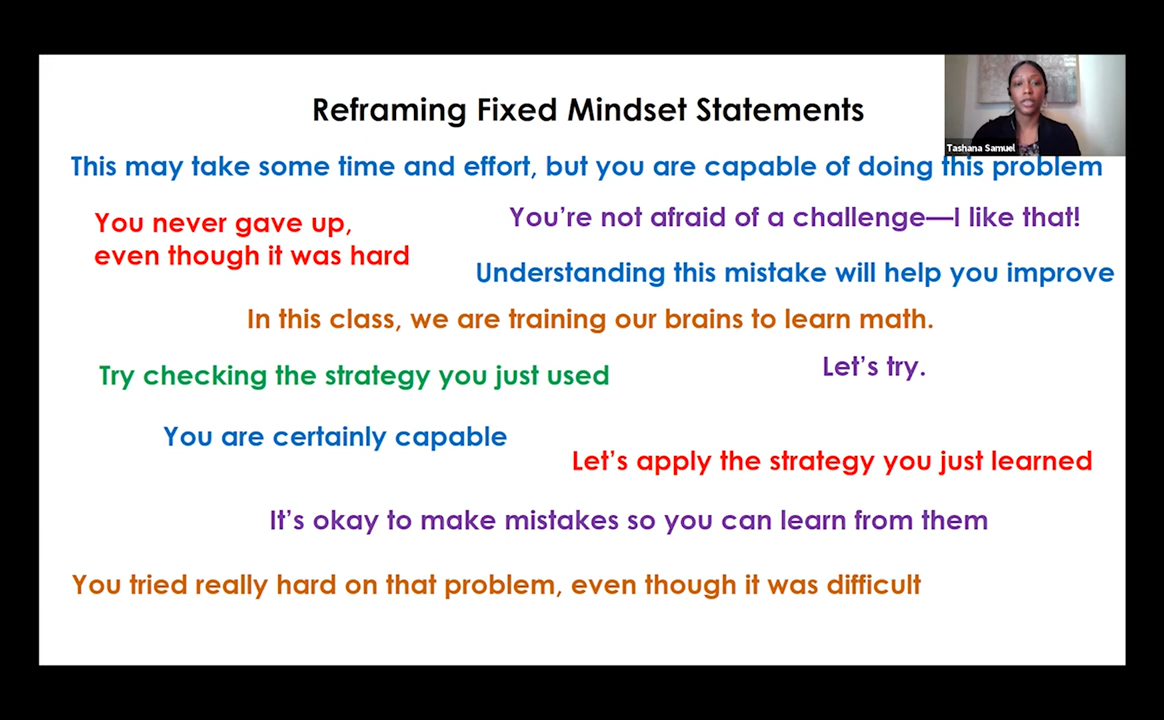 Reframing Fixed Mindset Statements
Tashana Samuel
This may take some time and effort, but you are capable of doing this problem
You never gave up,
even though it was hard
You're not afraid of a challenge—I like that!
Understanding this mistake will help you improve
In this class, we are training our brains to learn math.
Try checking the strategy you just used
Let's try.
You are certainly capable
Let's apply the strategy you just learned
It's okay to make mistakes so you can learn from them
You tried really hard on that problem, even though it was difficult